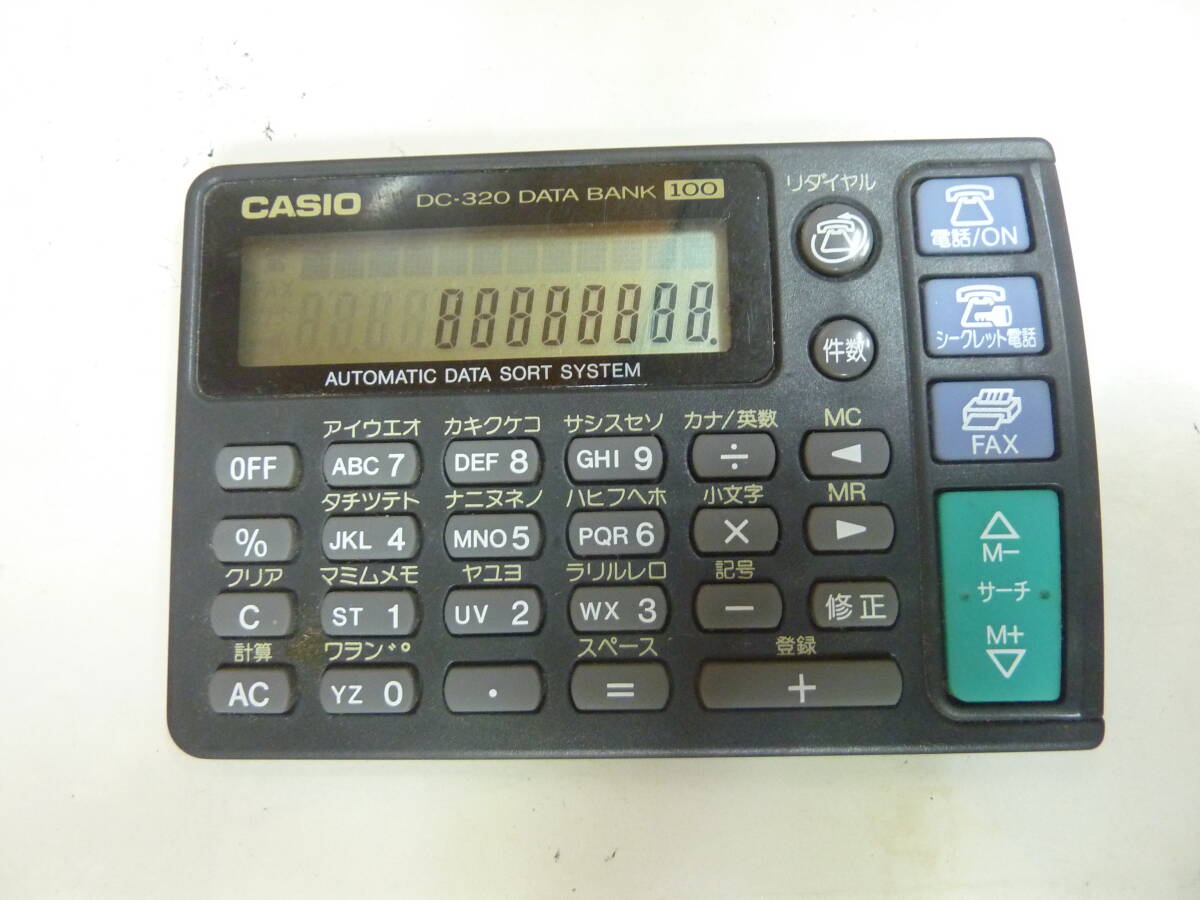 CASIO DC-320 DATA BANK 100
88888888.
AUTOMATIC DATA SORT SYSTEM
リダイヤル
件数
電話/ON
シークレット電話
FAX
アイウエオ カキクケコ サシスセソ カナ/英数 MC
OFF ABC 7 DEF 8 GHI 9 ÷ ◀
タチツテト ナニヌネノ ハヒフヘホ 小文字 MR
% JKL 4 MNO 5 PQR 6 × ▶
クリア マミムメモ ヤユヨ ラリルレロ 記号
C ST 1 UV 2 WX 3 − 修正
計算 ワヲン゛゜ スペース 登録
AC YZ 0 . = +
△
M−
サーチ
M+
▽